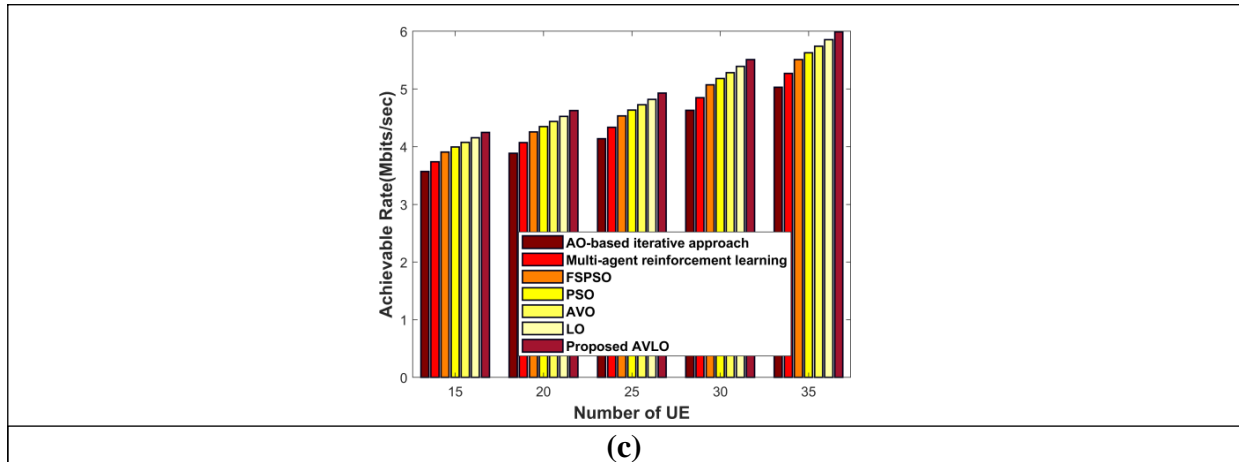 6
5
4
3
2
1
0
Achievable Rate(Mbits/sec)
AO-based iterative approach
Multi-agent reinforcement learning
FSPSO
PSO
AVO
LO
Proposed AVLO
15 20 25 30 35
Number of UE
(c)